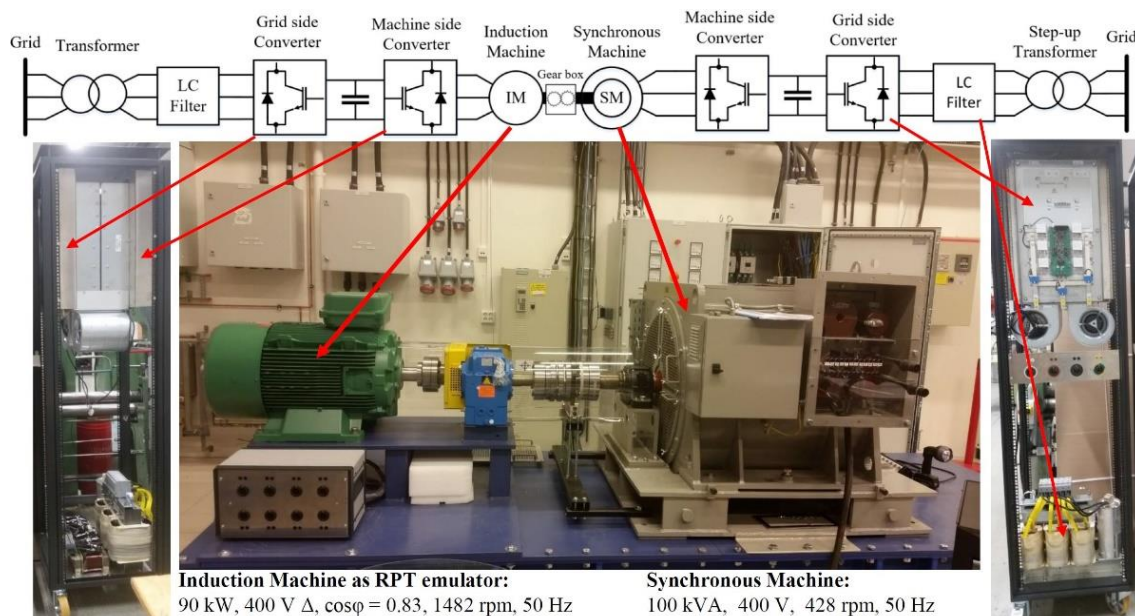 Grid
Transformer
LC
Filter
Grid side
Converter
Machine side
Converter
Induction
Machine
IM
Gear box
Synchronous
Machine
SM
Machine side
Converter
Grid side
Converter
LC
Filter
Step-up
Transformer
Grid
Induction Machine as RPT emulator:
90 kW, 400 V Δ, cosφ = 0.83, 1482 rpm, 50 Hz
Synchronous Machine:
100 kVA, 400 V, 428 rpm, 50 Hz